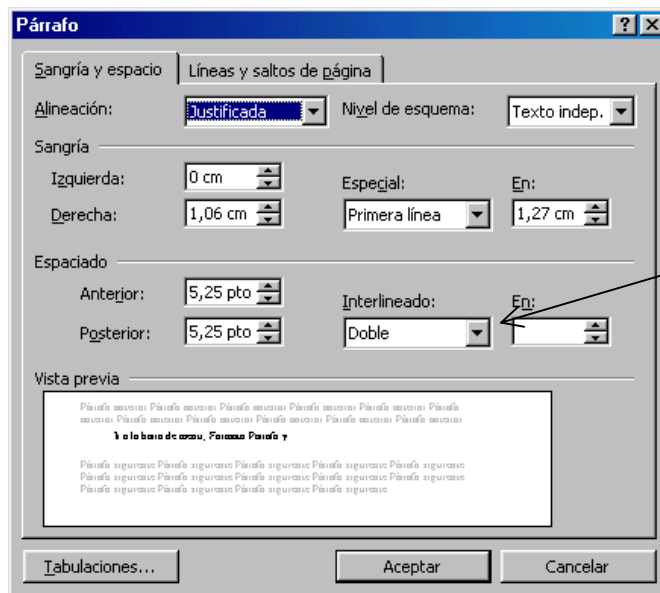 Párrafo
Sangría y espacio Líneas y saltos de página
Alineación: Justificada Nivel de esquema: Texto indep.
Sangría
Izquierda: 0 cm Especial: En:
Derecha: 1,06 cm Primera línea 1,27 cm
Espaciado
Anterior: 5,25 pto Interlineado: En:
Posterior: 5,25 pto Doble
Vista previa
Tabulaciones... Aceptar Cancelar